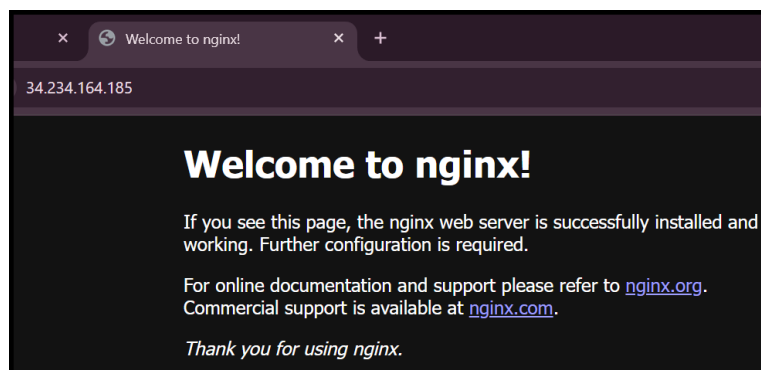 Welcome to nginx!
34.234.164.185
Welcome to nginx!
If you see this page, the nginx web server is successfully installed and
working. Further configuration is required.
For online documentation and support please refer to nginx.org.
Commercial support is available at nginx.com.
Thank you for using nginx.